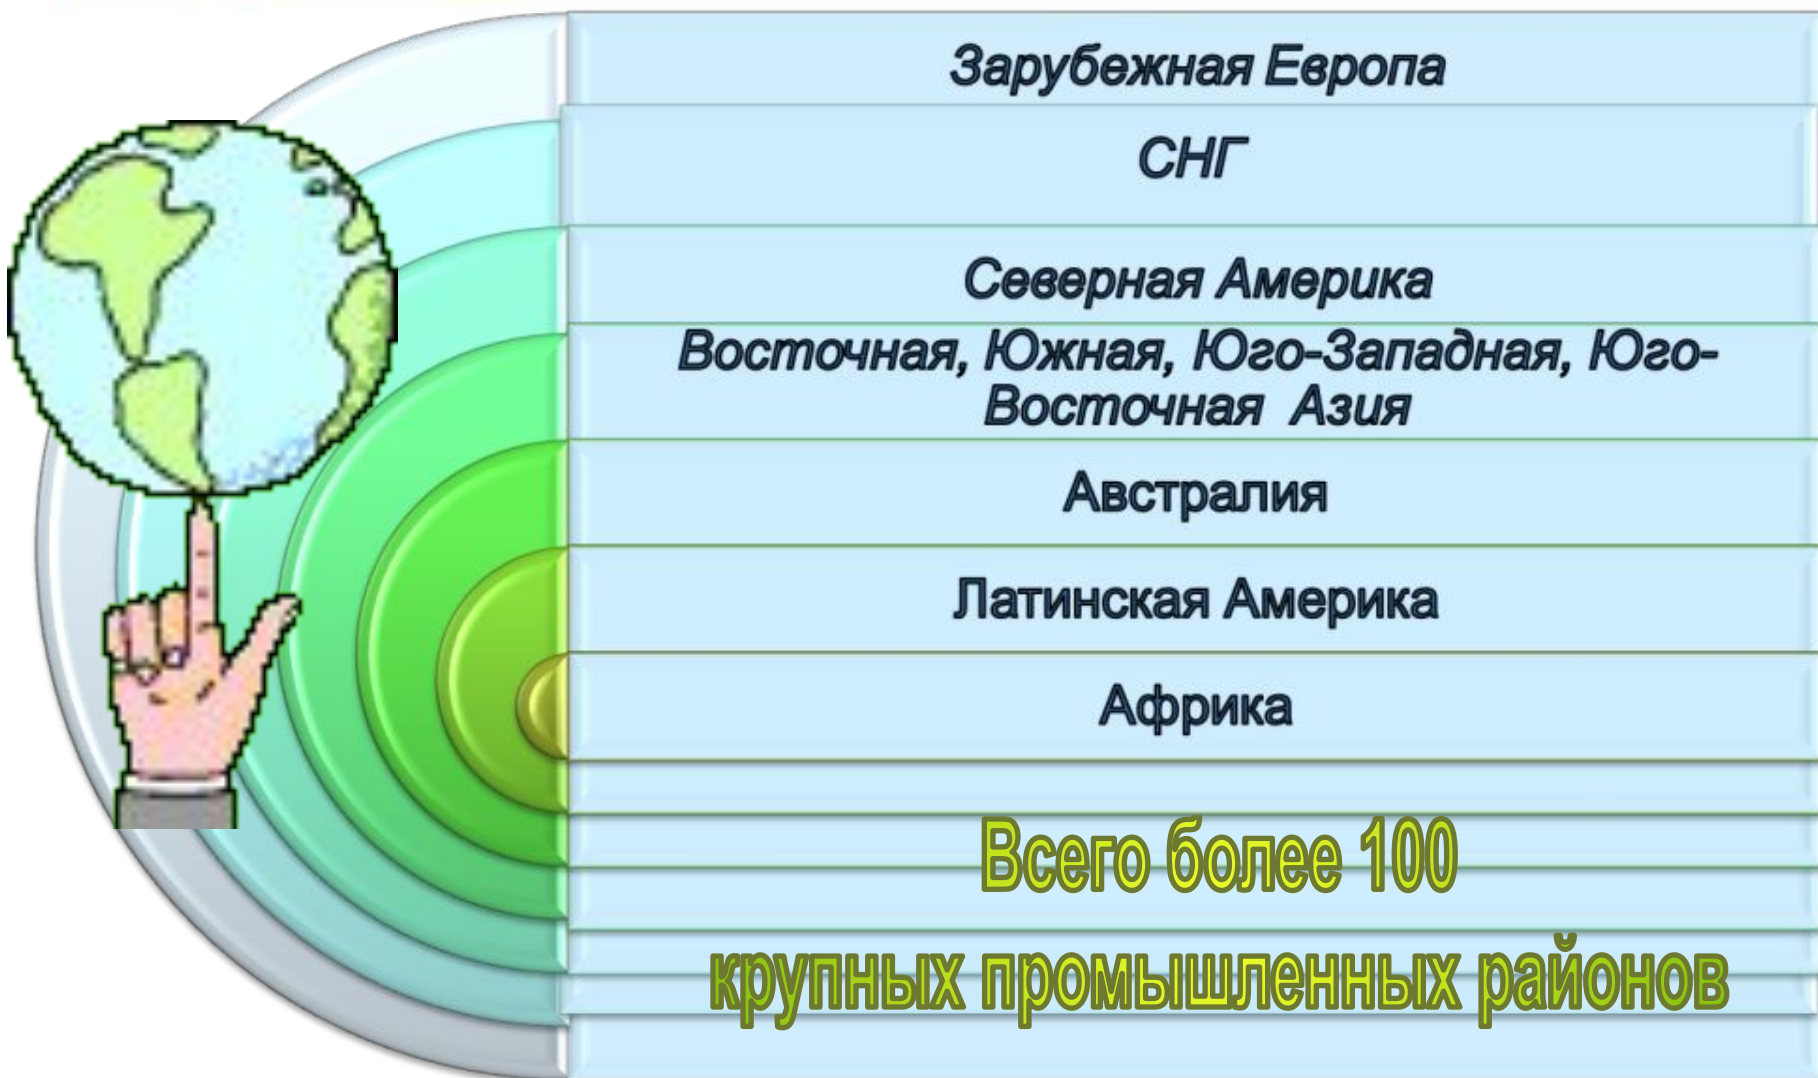 Зарубежная Европа
СНГ
Северная Америка
Восточная, Южная, Юго-Западная, Юго-
Восточная Азия
Австралия
Латинская Америка
Африка
Всего более 100
крупных промышленных районов